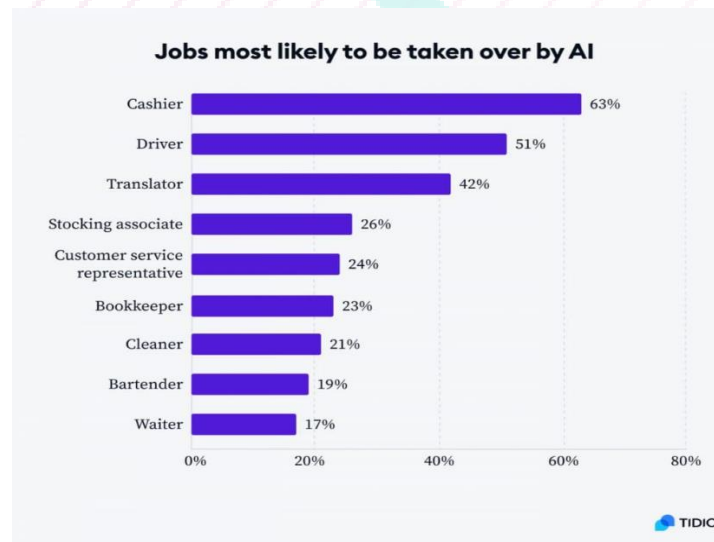 Jobs most likely to be taken over by AI
Cashier 63%
Driver 51%
Translator 42%
Stocking associate 26%
Customer service
representative 24%
Bookkeeper 23%
Cleaner 21%
Bartender 19%
Waiter 17%
0% 20% 40% 60% 80%
TIDIO